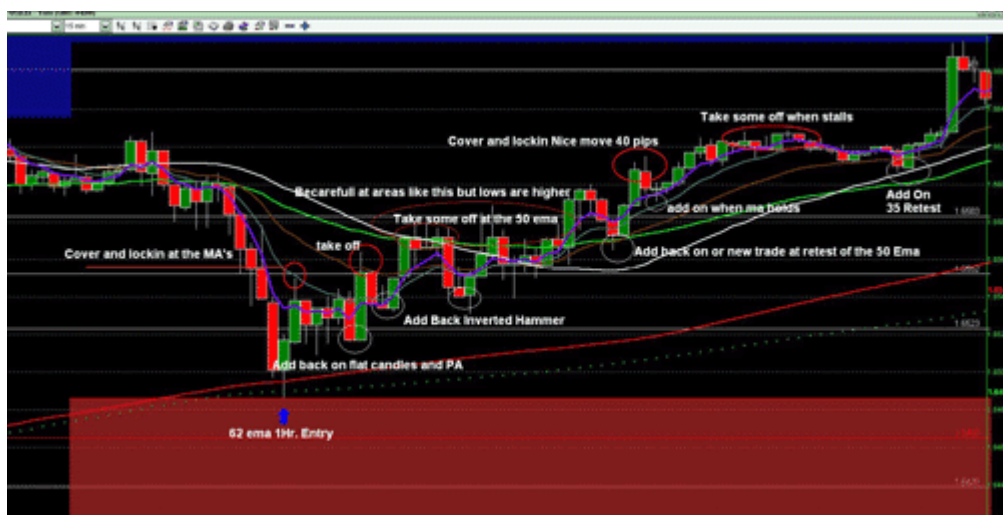 15 min
Take some off when stalls
Cover and lockin Nice move 40 pips
Becarefull at areas like this but lows are higher
add on when ma holds
Add On
35 Retest
Take some off at the 50 ema
take off
Cover and lockin at the MA's
Add back on or new trade at retest of the 50 Ema
Add Back Inverted Hammer
Add back on flat candles and PA
62 ema 1Hr. Entry